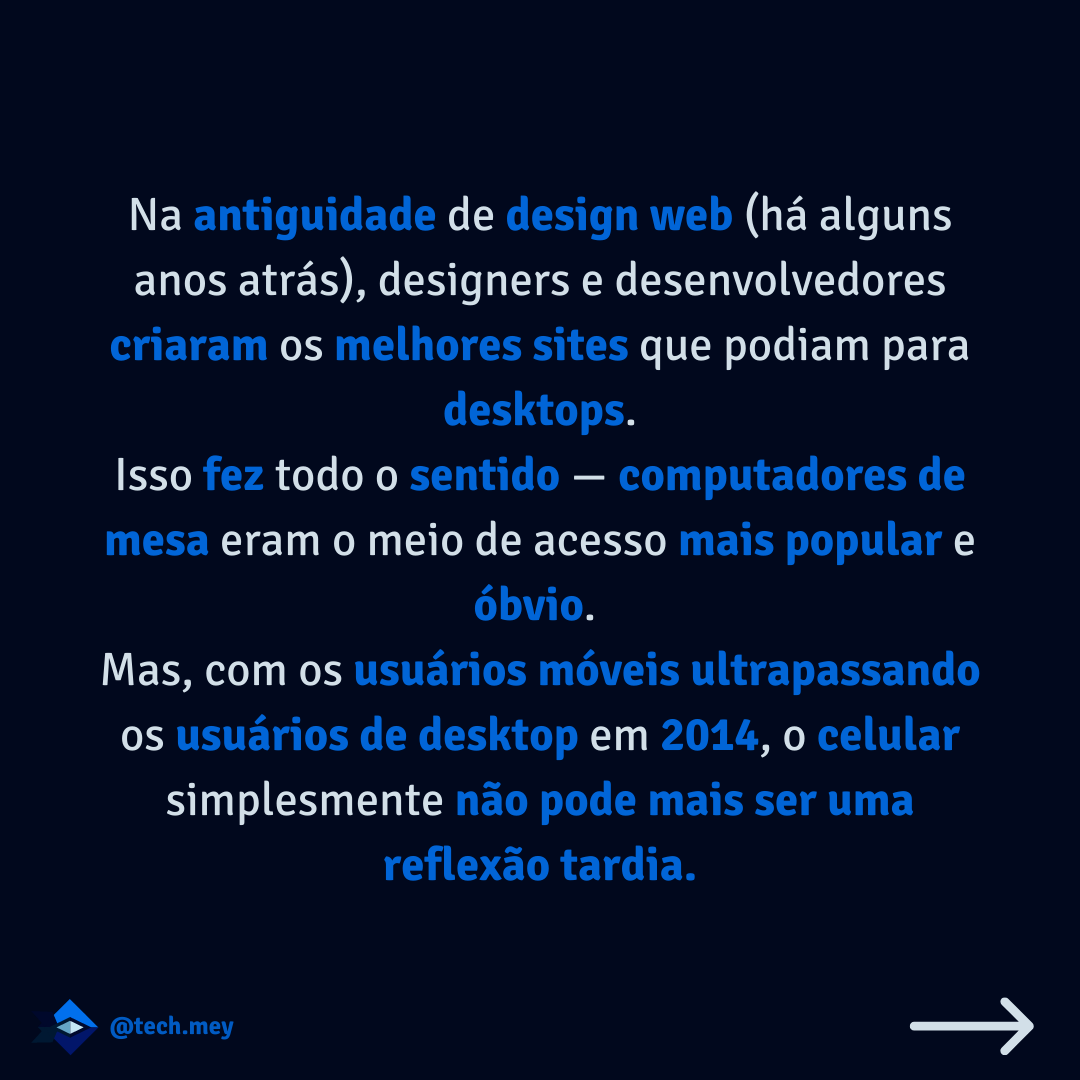 Na antiguidade de design web (há alguns
anos atrás), designers e desenvolvedores
criaram os melhores sites que podiam para
desktops.
Isso fez todo o sentido — computadores de
mesa eram o meio de acesso mais popular e
óbvio.
Mas, com os usuários móveis ultrapassando
os usuários de desktop em 2014, o celular
simplesmente não pode mais ser uma
reflexão tardia.
@tech.mey